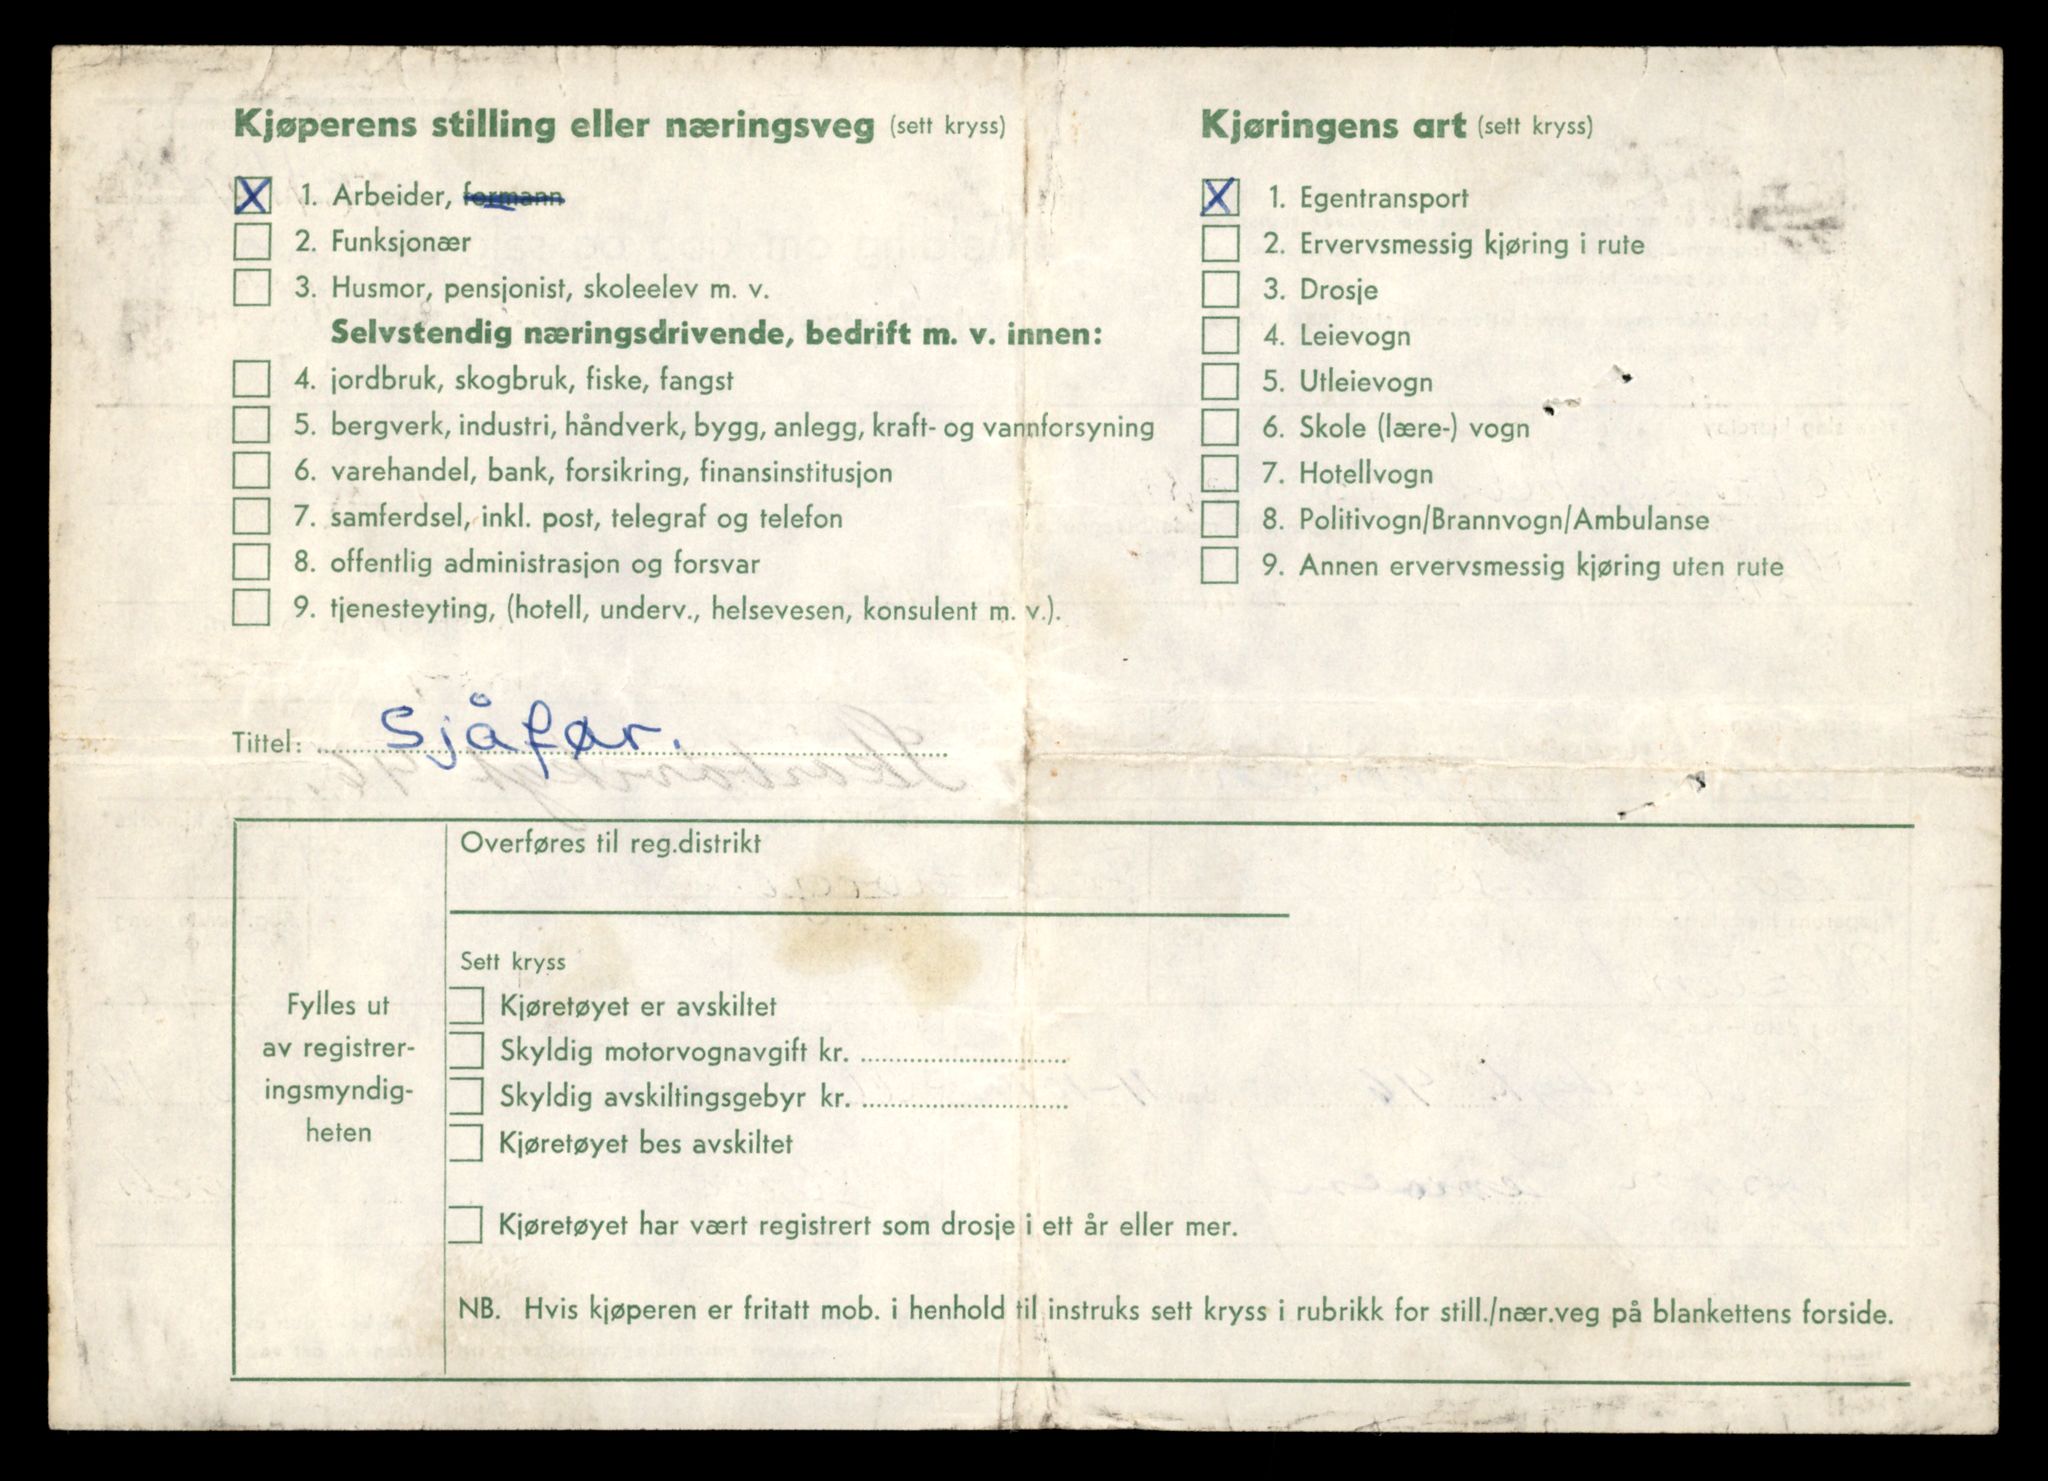 Kjøperens stilling eller næringsveg (sett kryss)
X 1. Arbeider, formann
2. Funksjonær
3. Husmor, pensjonist, skoleelev m. v.
Selvstendig næringsdrivende, bedrift m. v. innen:
4. jordbruk, skogbruk, fiske, fangst
5. bergverk, industri, håndverk, bygg, anlegg, kraft- og vannforsyning
6. varehandel, bank, forsikring, finansinstitusjon
7. samferdsel, inkl. post, telegraf og telefon
8. offentlig administrasjon og forsvar
9. tjenesteyting, (hotell, underv., helsevesen, konsulent m. v.).
Kjøringens art (sett kryss)
X 1. Egentransport
2. Ervervsmessig kjøring i rute
3. Drosje
4. Leievogn
5. Utleievogn
6. Skole (lære-) vogn
7. Hotellvogn
8. Politivogn/Brannvogn/Ambulanse
9. Annen ervervsmessig kjøring uten rute
Tittel: Sjåfør.
Fylles ut
av registrer-
ingsmyndig-
heten
Overføres til reg.distrikt
Sett kryss
Kjøretøyet er avskiltet
Skyldig motorvognavgift kr.
Skyldig avskiltingsgebyr kr.
Kjøretøyet bes avskiltet
Kjøretøyet har vært registrert som drosje i ett år eller mer.
NB. Hvis kjøperen er fritatt mob. i henhold til instruks sett kryss i rubrikk for still./nær.veg på blankettens forside.